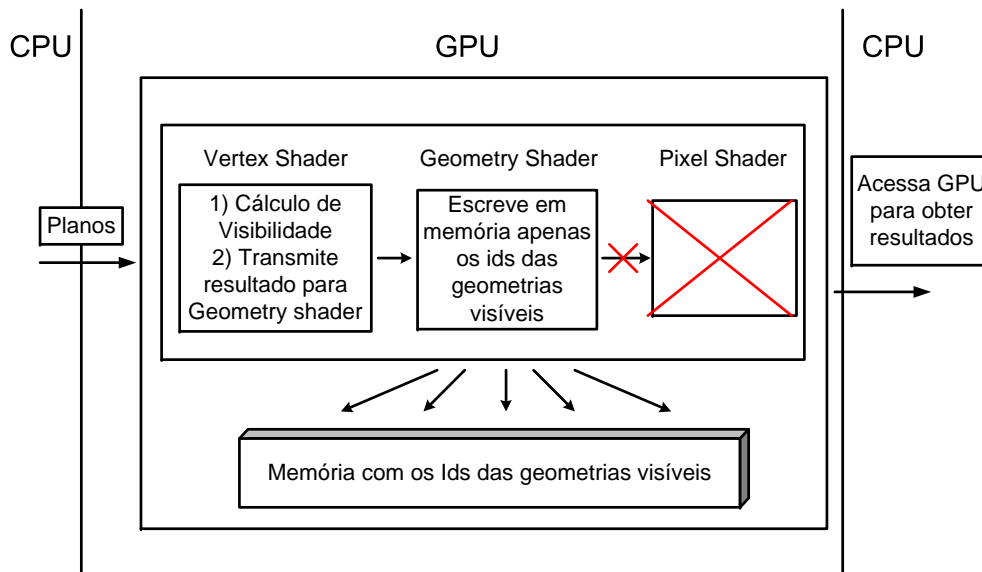 CPU
GPU
CPU
Planos
Vertex Shader
1) Cálculo de
Visibilidade
2) Transmite
resultado para
Geometry shader
Geometry Shader
Escreve em
memória apenas
os ids das
geometrias
visíveis
Pixel Shader
Memória com os Ids das geometrias visíveis
Acessa GPU
para obter
resultados